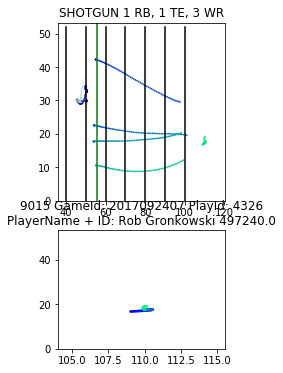 SHOTGUN 1 RB, 1 TE, 3 WR
50
40
30
20
10
0
40 60 80 100 120
9015 GameId: 2017092407 PlayId: 4326
PlayerName + ID: Rob Gronkowski 497240.0
40
20
0
105.0 107.5 110.0 112.5 115.0